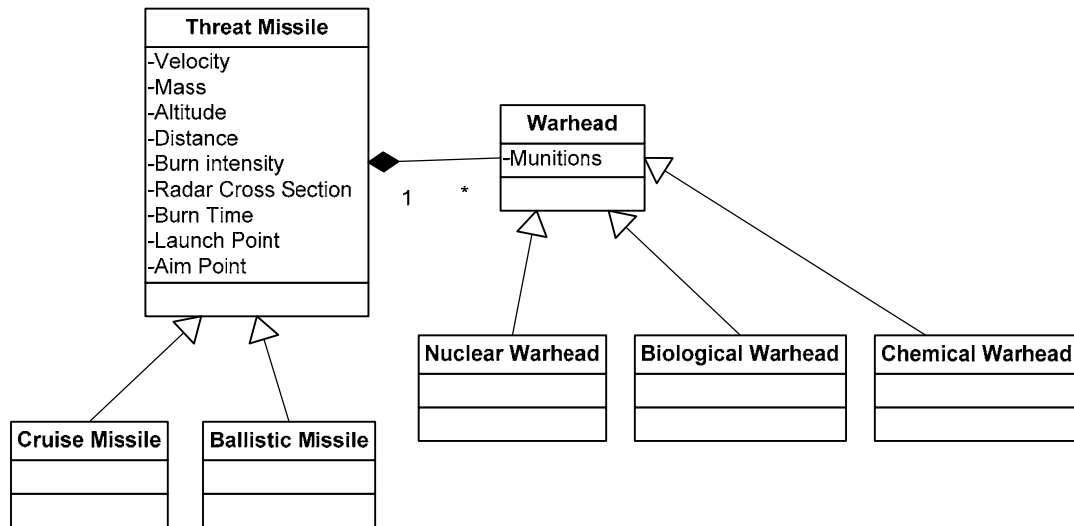 Threat Missile
-Velocity
-Mass
-Altitude
-Distance
-Burn intensity
-Radar Cross Section
-Burn Time
-Launch Point
-Aim Point
1
*
Warhead
-Munitions
Nuclear Warhead
Biological Warhead
Chemical Warhead
Cruise Missile
Ballistic Missile